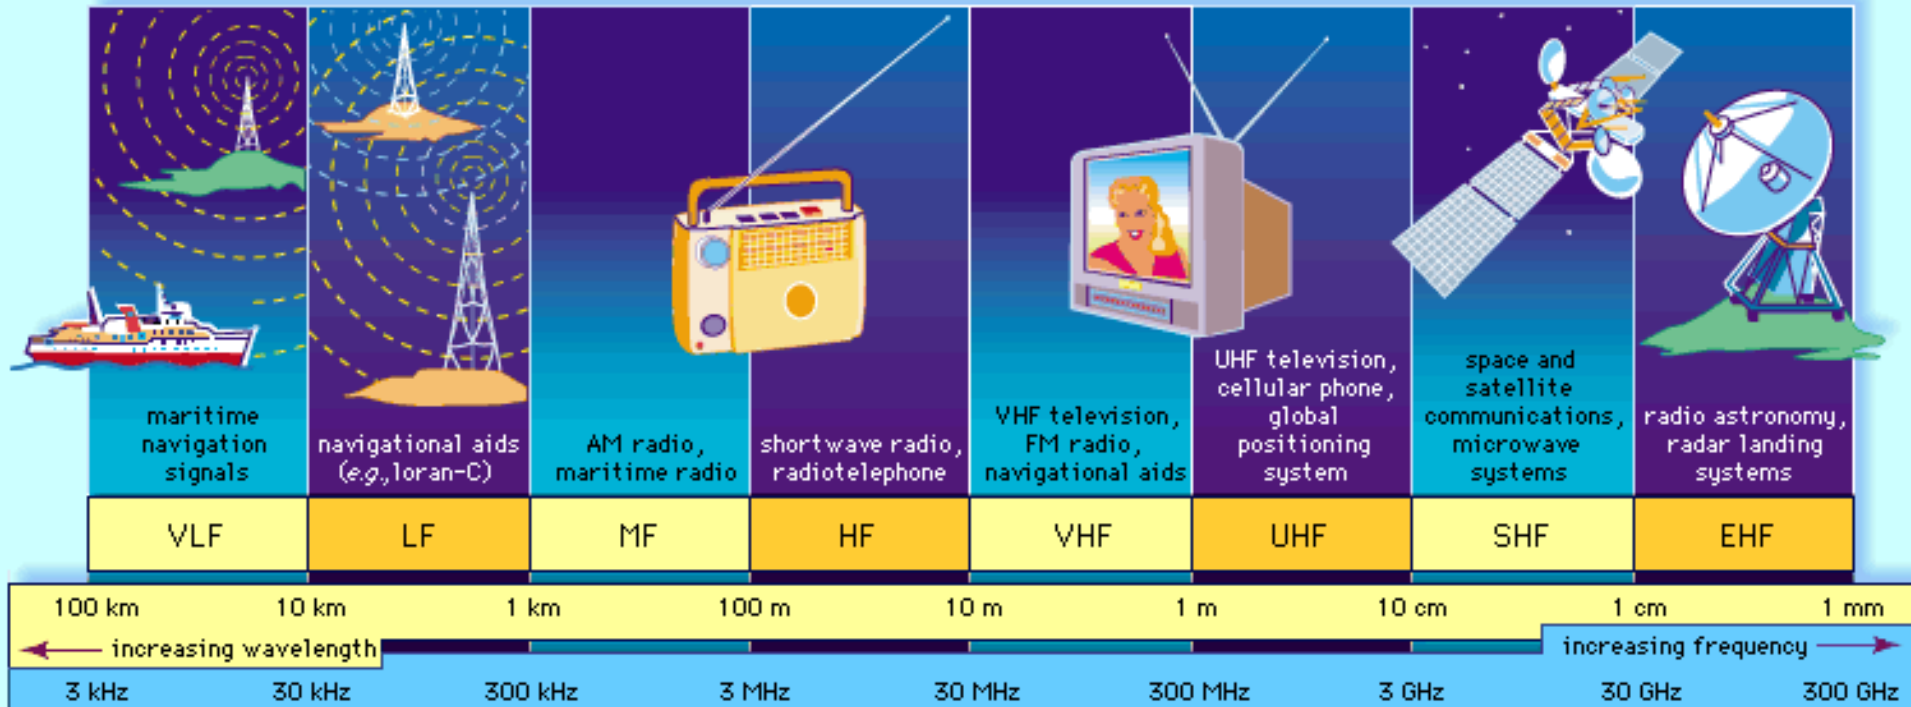 maritime
navigation
signals
navigational aids
(e.g., loran-C)
AM radio,
maritime radio
shortwave radio,
radiotelephone
VHF television,
FM radio,
navigational aids
UHF television,
cellular phone,
global
positioning
system
space and
satellite
communications,
microwave
systems
radio astronomy,
radar landing
systems
VLF LF MF HF VHF UHF SHF EHF
100 km 10 km 1 km 100 m 10 m 1 m 10 cm 1 cm 1 mm
increasing wavelength
increasing frequency
3 kHz 30 kHz 300 kHz 3 MHz 30 MHz 300 MHz 3 GHz 30 GHz 300 GHz